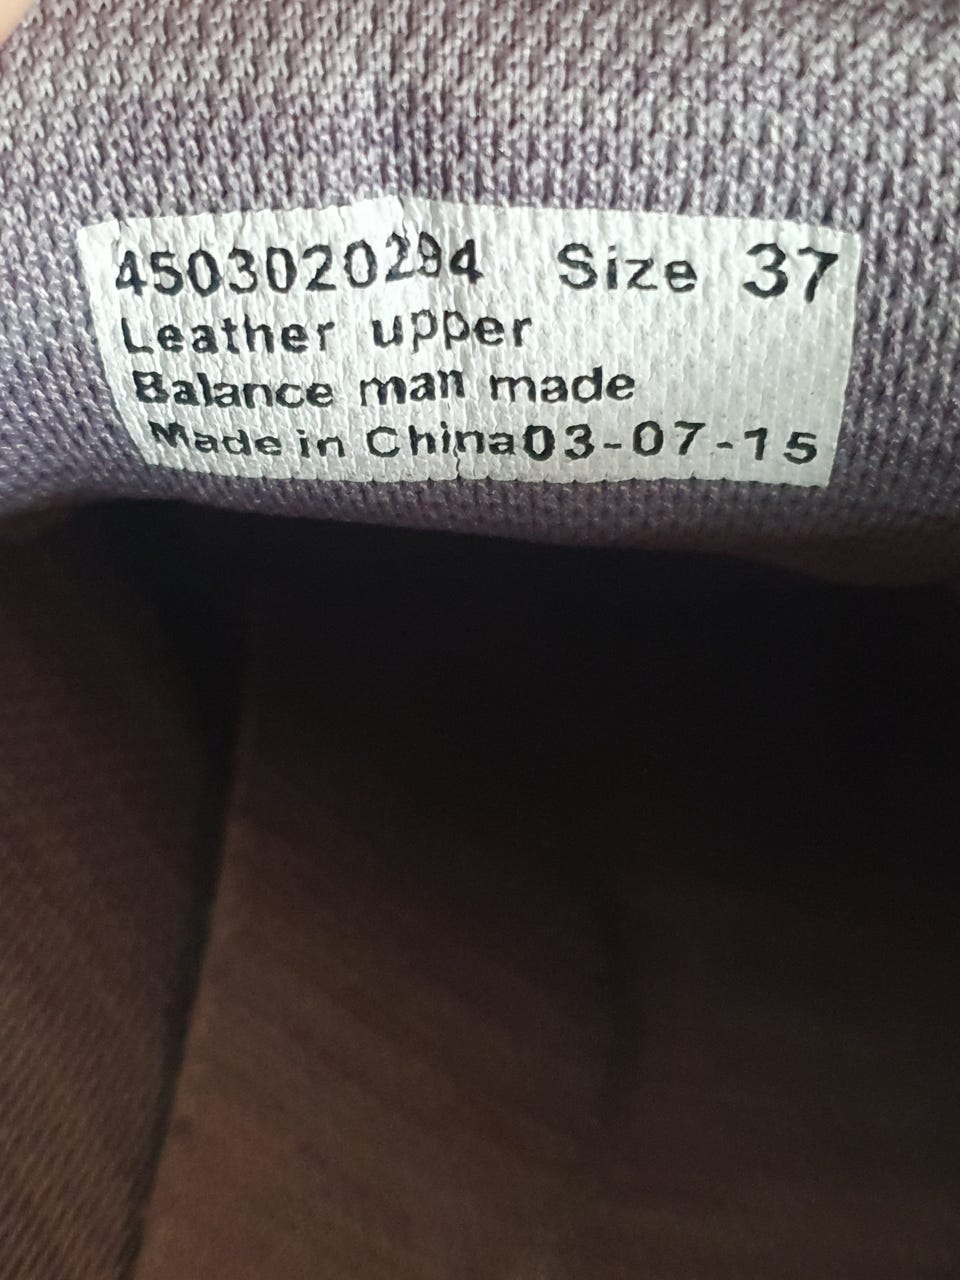 4503020294 Size 37
Leather upper
Balance man made
Made in China03-07-15